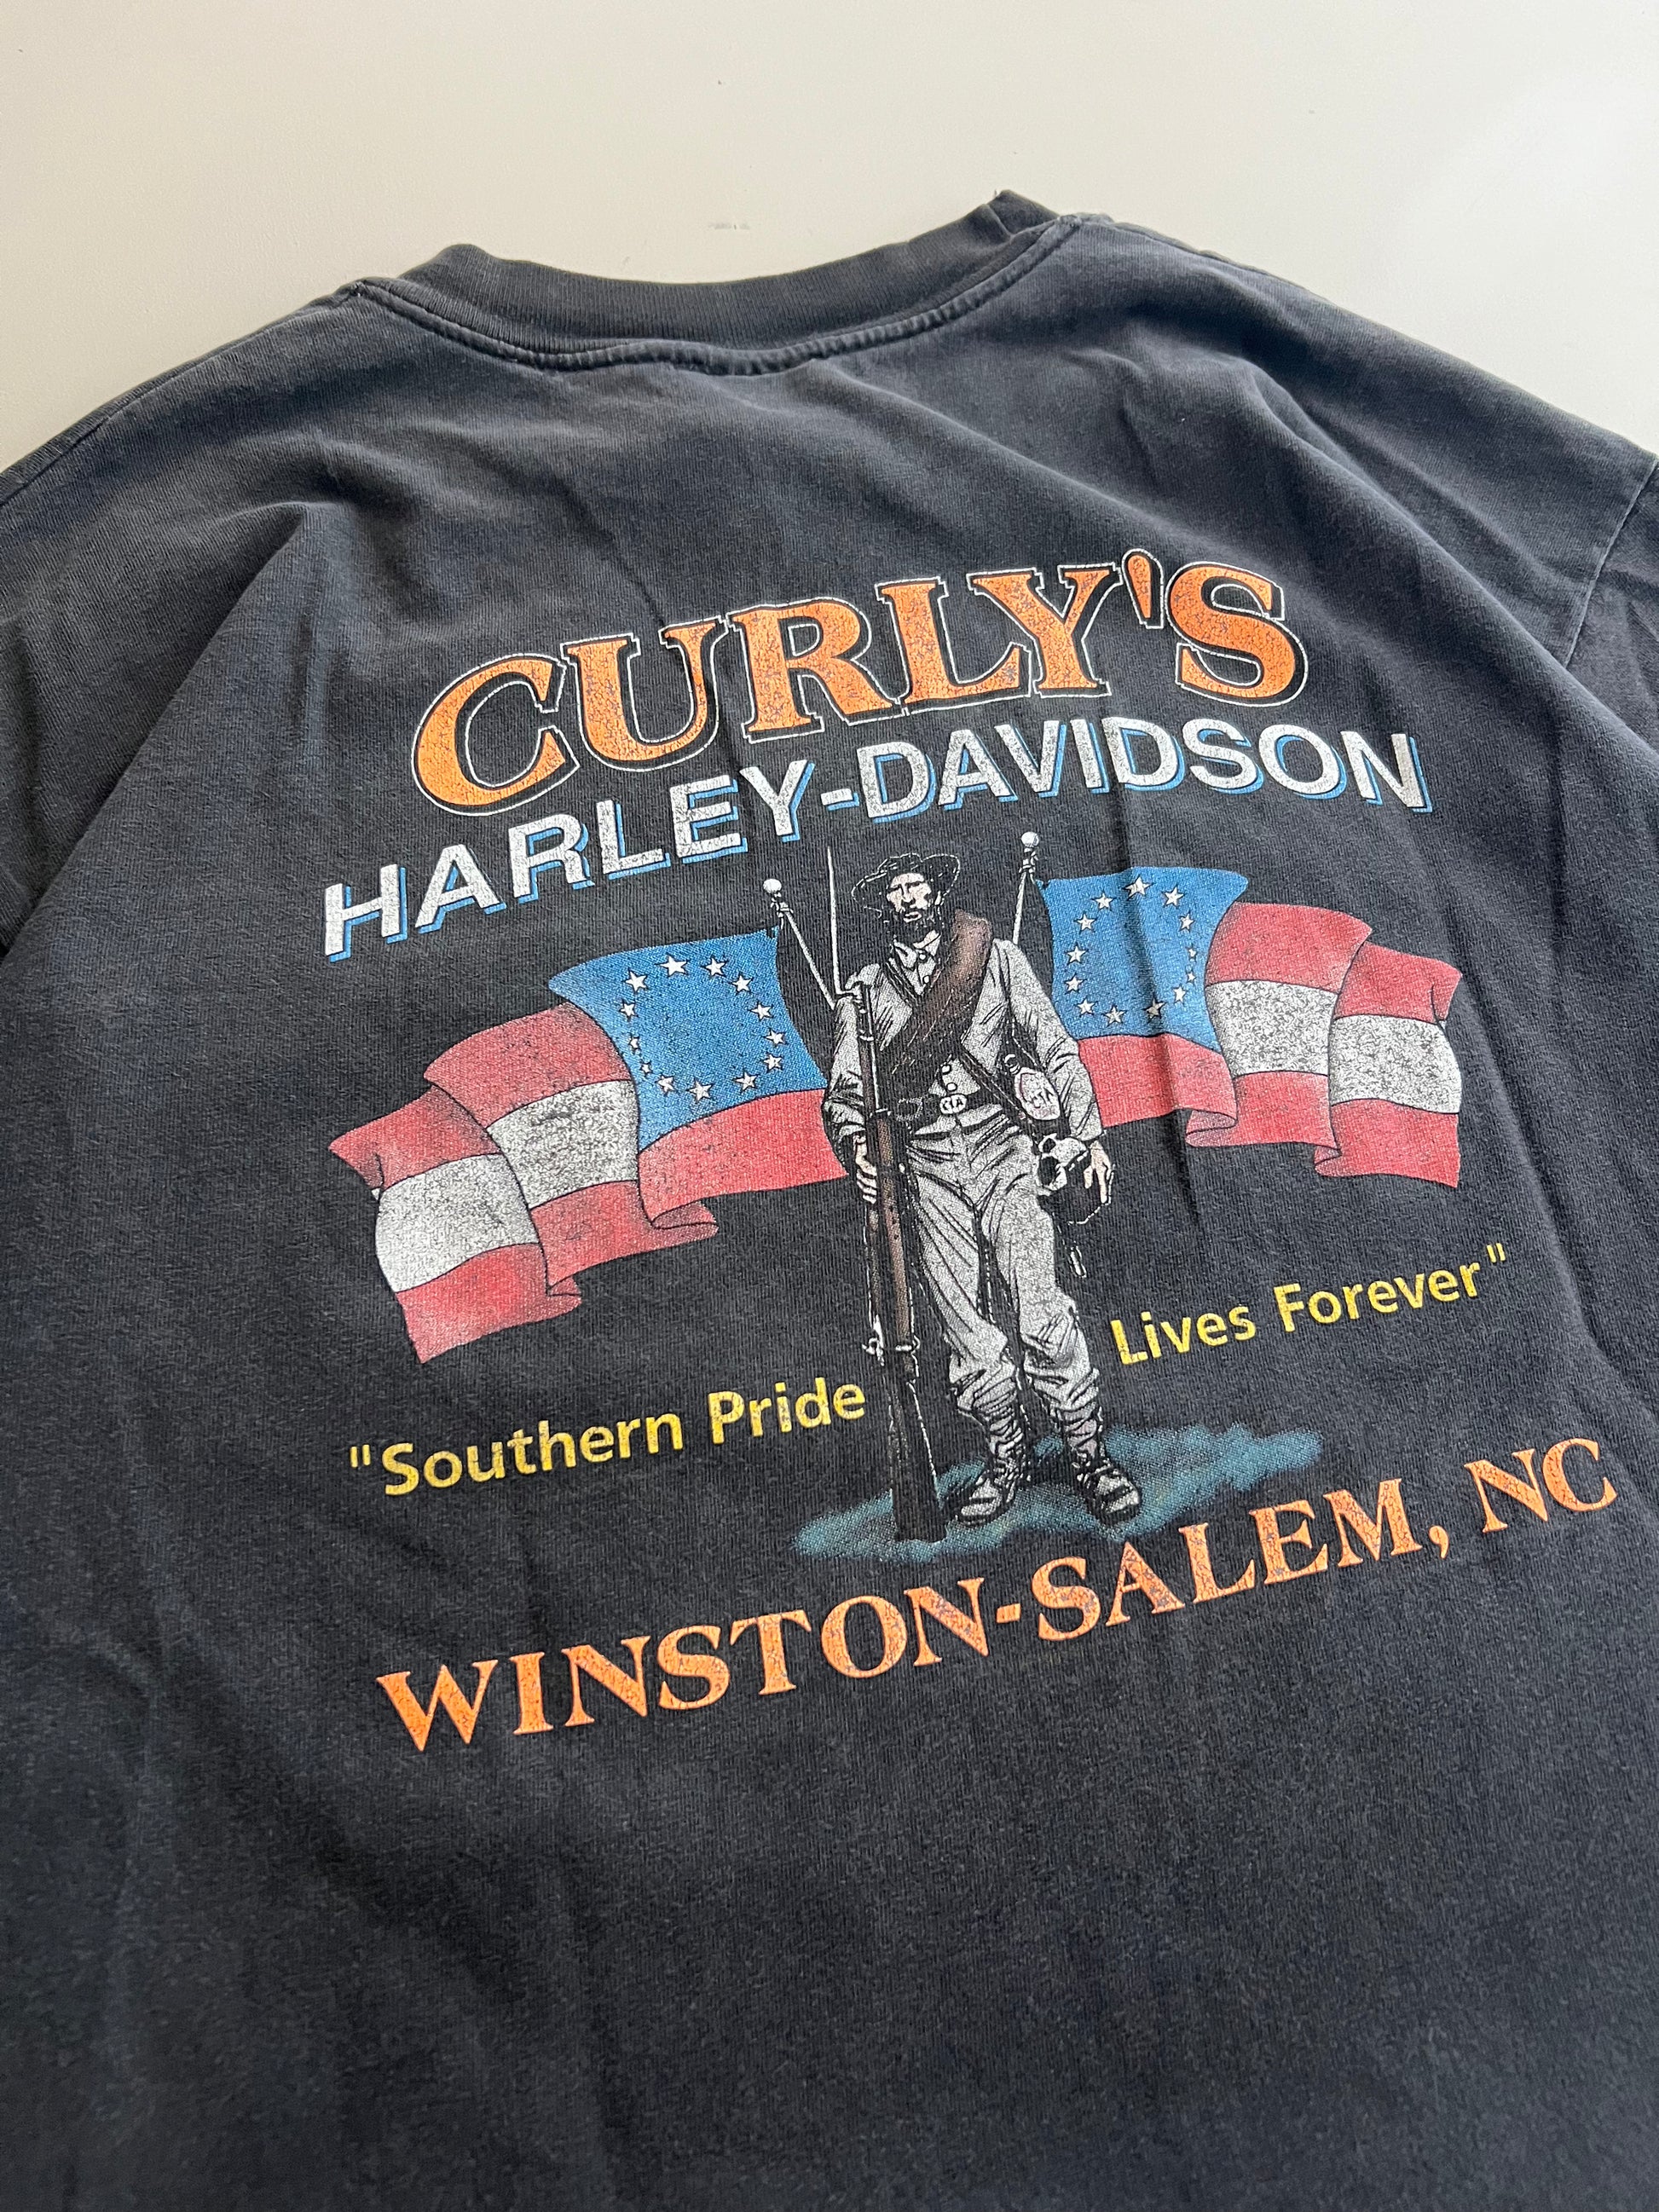 CURLY'S
HARLEY-DAVIDSON
"Southern Pride Lives Forever"
WINSTON-SALEM, NC